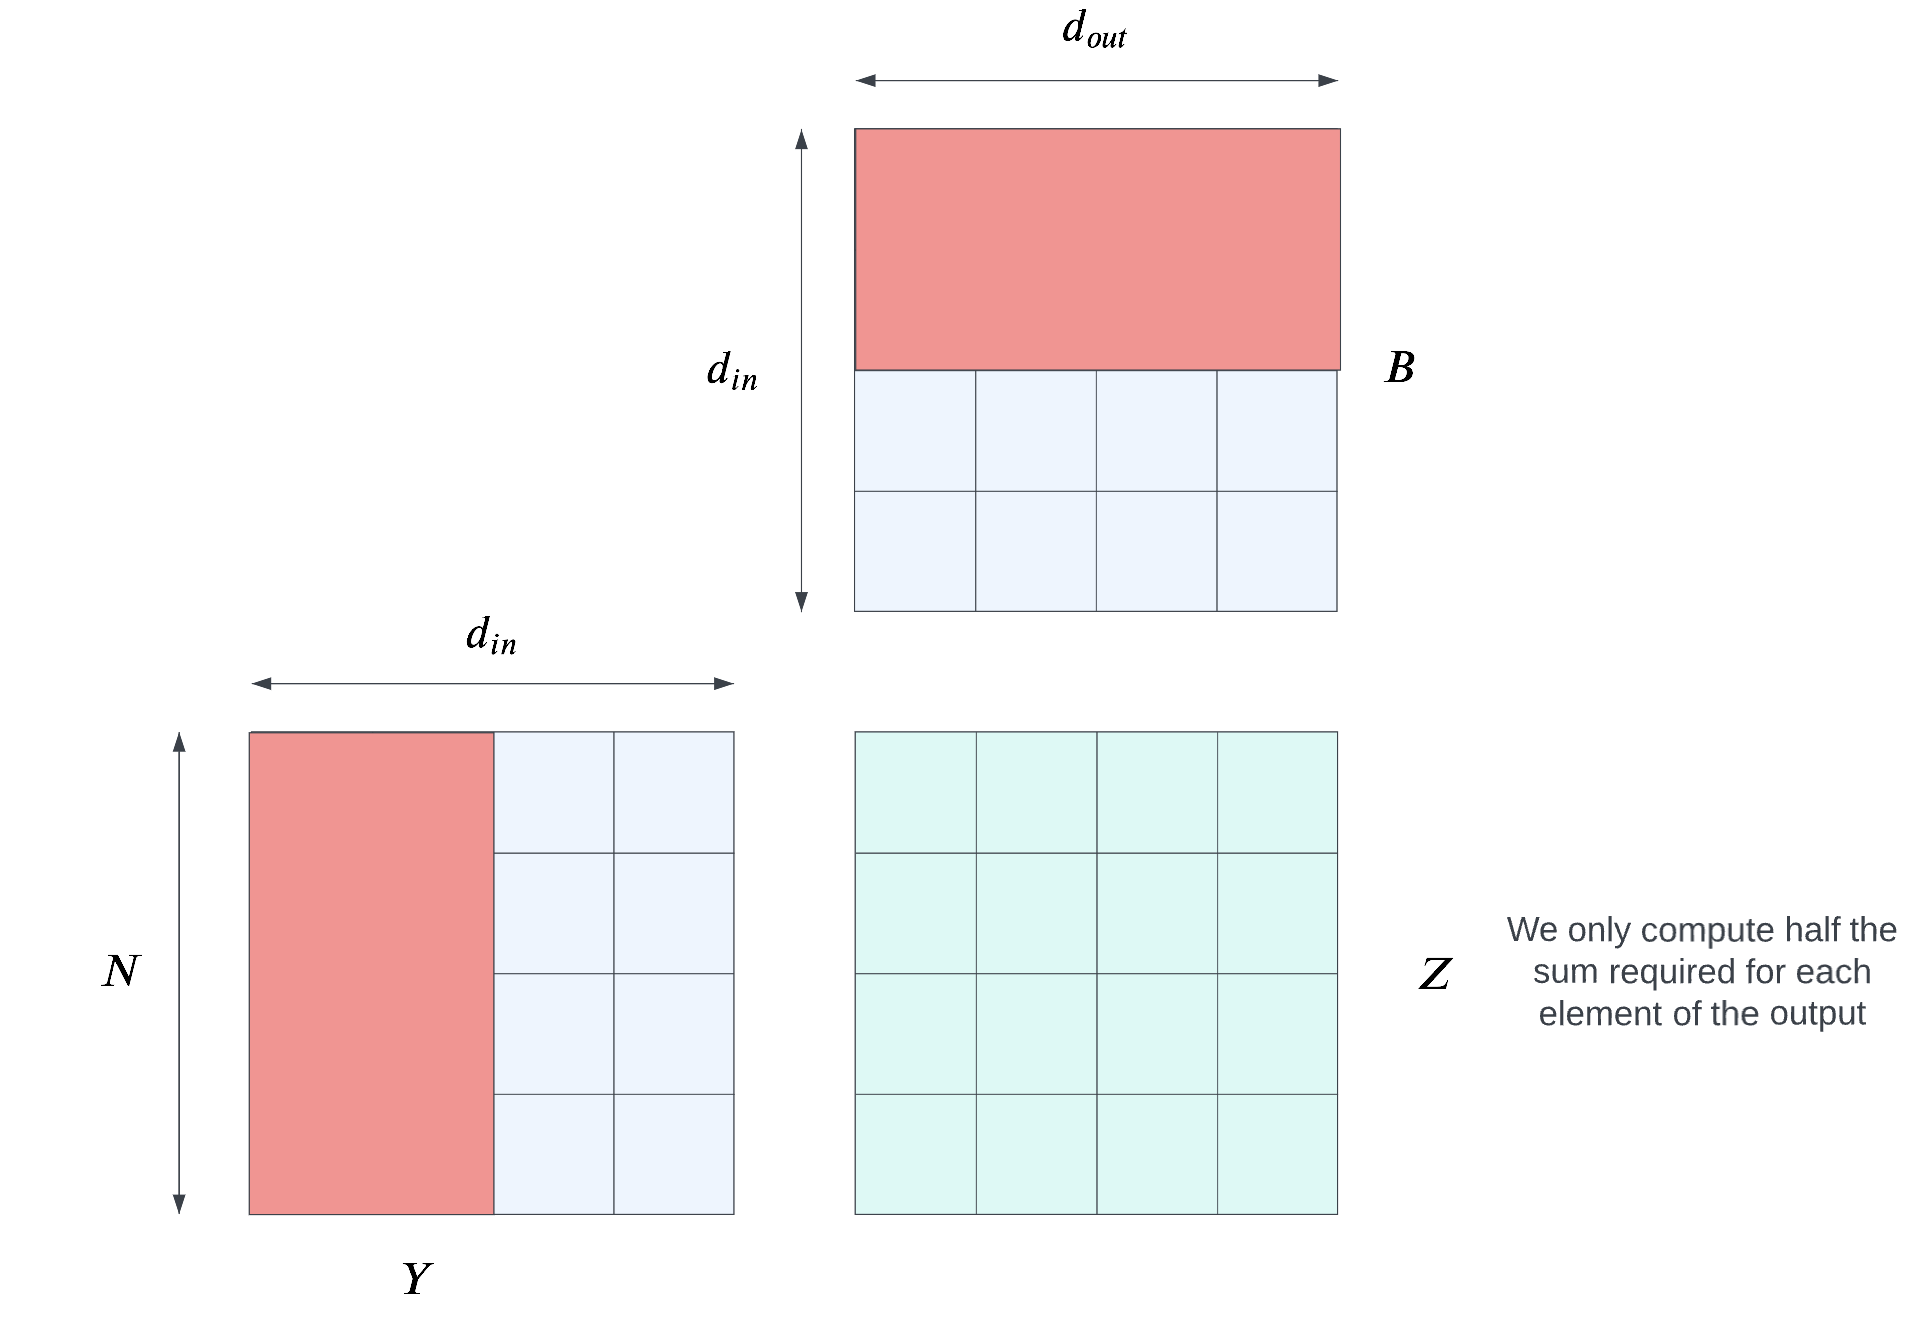 d_out
d_in
B
d_in
N
Z
We only compute half the
sum required for each
element of the output
Y